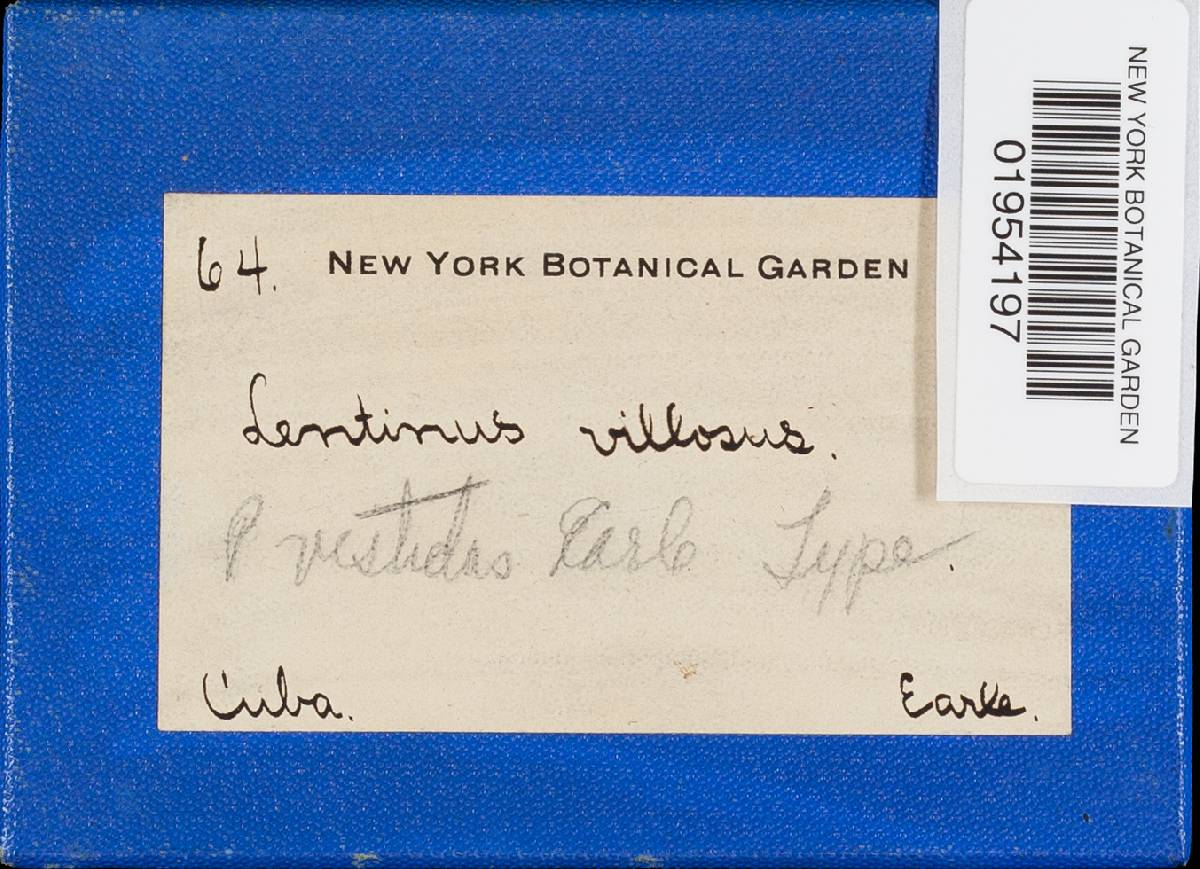 64. NEW YORK BOTANICAL GARDEN
Lentinus villosus.
P vestidus Earle Type.
Cuba.
Earle.
NEW YORK BOTANICAL GARDEN
01954197